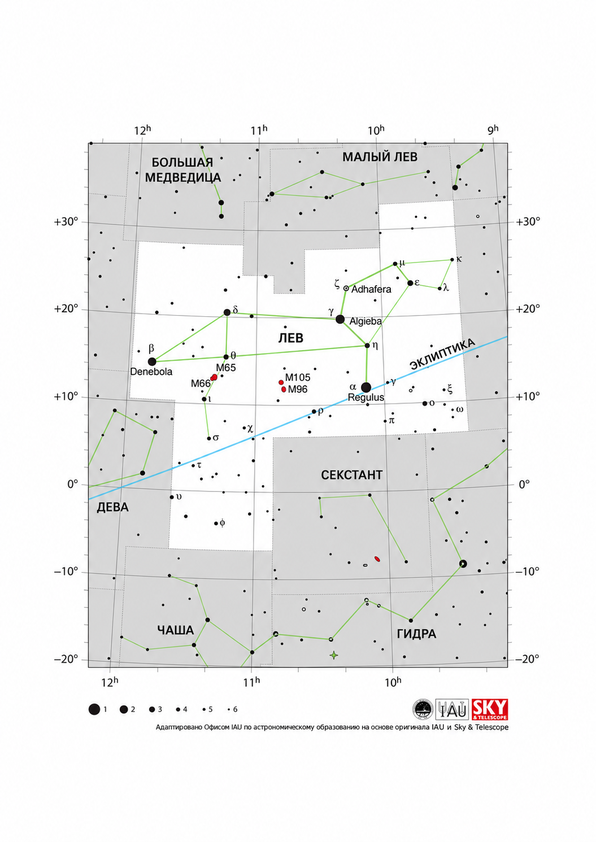 12h 11h 10h 9h
БОЛЬШАЯ
МЕДВЕДИЦА
МАЛЫЙ ЛЕВ
+30° +30°
μ κ
ζ Adhafera ε λ
+20° +20°
δ γ Algieba
ЛЕВ η
β θ
ЭКЛИПТИКА
Denebola M65
M66 M105
M96 α γ ξ
Regulus
+10° +10°
ι ρ ο ω
χ π
σ
τ
СЕКСТАНТ
0° 0°
υ
ДЕВА
φ
−10° −10°
ЧАША ГИДРА
−20° −20°
12h 11h 10h
1 2 3 4 5 6
IAU SKY
& TELESCOPE
Адаптировано Офисом IAU по астрономическому образованию на основе оригинала IAU и Sky & Telescope